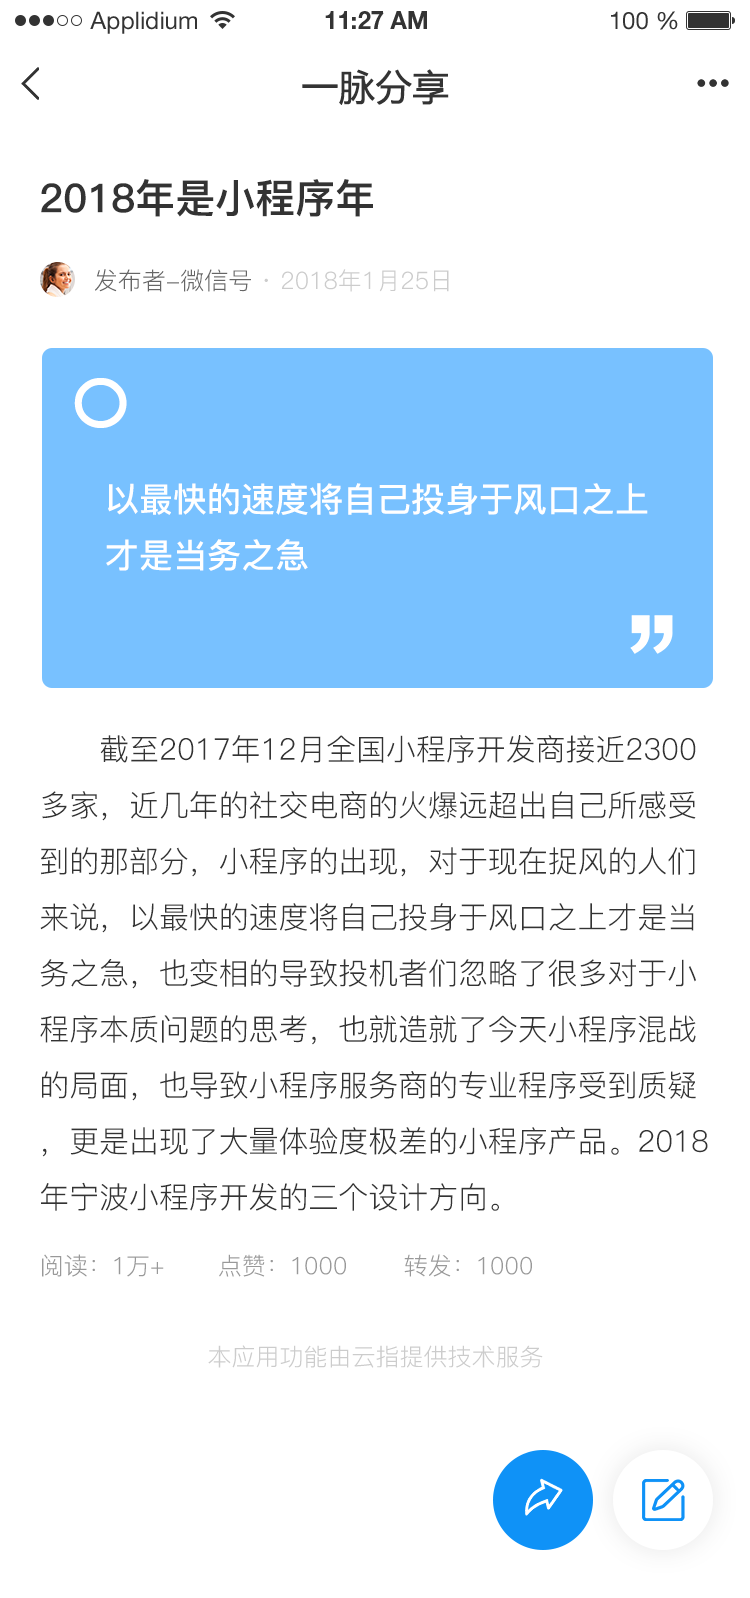 Applidium 11:27 AM 100 %
一脉分享
2018年是小程序年
发布者-微信号 · 2018年1月25日
以最快的速度将自己投身于风口之上
才是当务之急
”
截至2017年12月全国小程序开发商接近2300
多家，近几年的社交电商的火爆远超出自己所感受
到的那部分，小程序的出现，对于现在捉风的人们
来说，以最快的速度将自己投身于风口之上才是当
务之急，也变相的导致投机者们忽略了很多对于小
程序本质问题的思考，也就造就了今天小程序混战
的局面，也导致小程序服务商的专业程序受到质疑
，更是出现了大量体验度极差的小程序产品。2018
年宁波小程序开发的三个设计方向。
阅读：1万+ 点赞：1000 转发：1000
本应用功能由云指提供技术服务